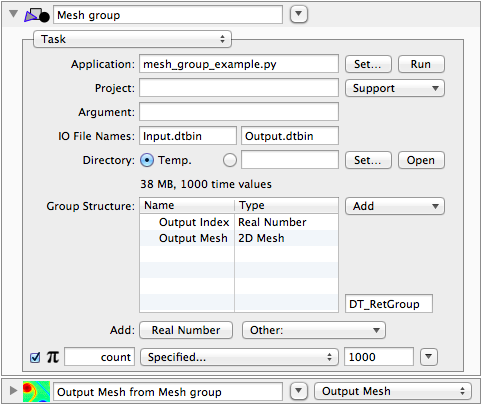 Mesh group
Task
Application: mesh_group_example.py Set... Run
Project: Support
Argument:
IO File Names: Input.dtbin Output.dtbin
Directory: Temp. Set... Open
38 MB, 1000 time values
Group Structure: Name Type Add
Output Index Real Number
Output Mesh 2D Mesh
DT_RetGroup
Add: Real Number Other:
π count Specified... 1000
Output Mesh from Mesh group Output Mesh